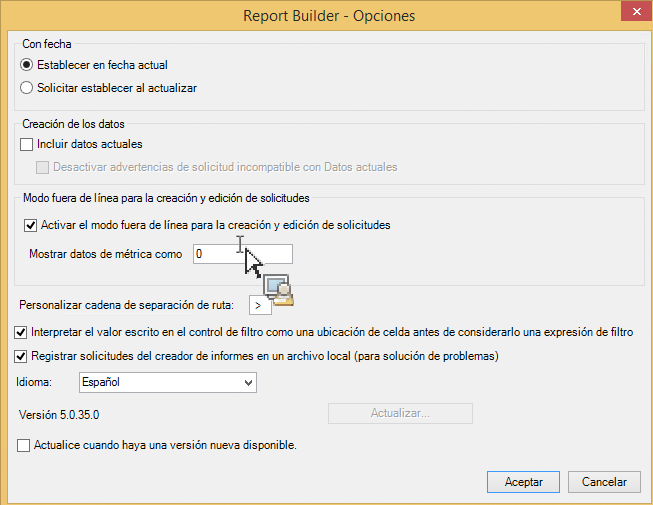 Report Builder - Opciones
Con fecha
Establecer en fecha actual
Solicitar establecer al actualizar
Creación de los datos
Incluir datos actuales
Desactivar advertencias de solicitud incompatible con Datos actuales
Modo fuera de línea para la creación y edición de solicitudes
Activar el modo fuera de línea para la creación y edición de solicitudes
Mostrar datos de métrica como 0
Personalizar cadena de separación de ruta: >
Interpretar el valor escrito en el control de filtro como una ubicación de celda antes de considerarlo una expresión de filtro
Registrar solicitudes del creador de informes en un archivo local (para solución de problemas)
Idioma: Español
Versión 5.0.35.0 Actualizar...
Actualice cuando haya una versión nueva disponible.
Aceptar Cancelar